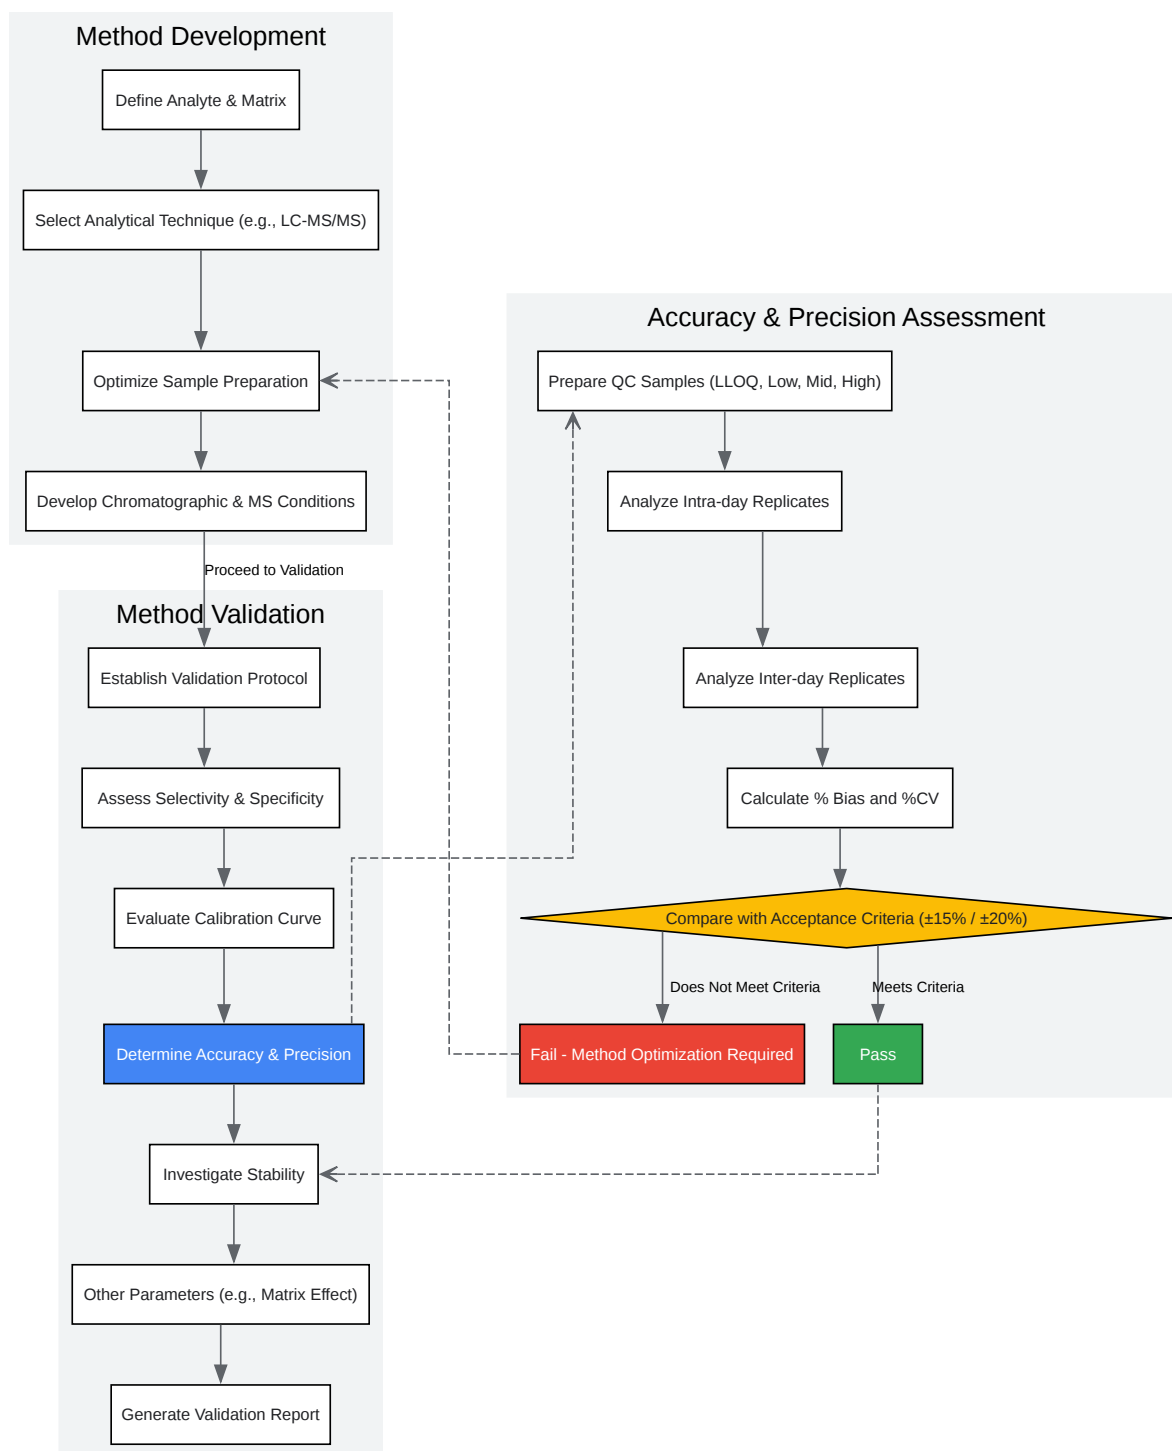 Method Development
Define Analyte & Matrix
Select Analytical Technique (e.g., LC-MS/MS)
Optimize Sample Preparation
Develop Chromatographic & MS Conditions
Proceed to Validation
Method Validation
Establish Validation Protocol
Assess Selectivity & Specificity
Evaluate Calibration Curve
Determine Accuracy & Precision
Investigate Stability
Other Parameters (e.g., Matrix Effect)
Generate Validation Report
Accuracy & Precision Assessment
Prepare QC Samples (LLOQ, Low, Mid, High)
Analyze Intra-day Replicates
Analyze Inter-day Replicates
Calculate % Bias and %CV
Compare with Acceptance Criteria (±15% / ±20%)
Does Not Meet Criteria
Meets Criteria
Fail - Method Optimization Required
Pass